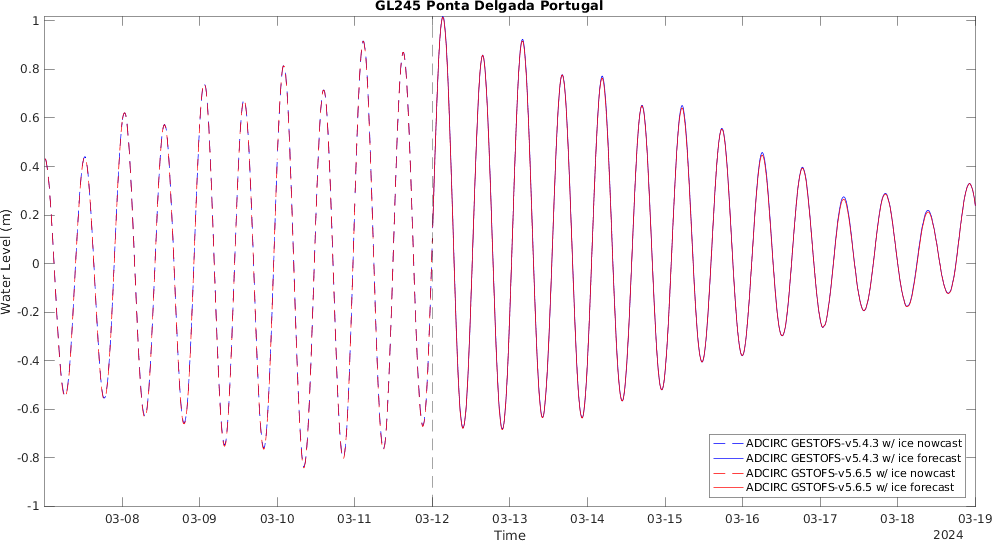 GL245 Ponta Delgada Portugal
1
0.8
0.6
0.4
0.2
0
-0.2
-0.4
-0.6
-0.8
-1
Water Level (m)
ADCIRC GESTOFS-v5.4.3 w/ ice nowcast
ADCIRC GESTOFS-v5.4.3 w/ ice forecast
ADCIRC GSTOFS-v5.6.5 w/ ice nowcast
ADCIRC GSTOFS-v5.6.5 w/ ice forecast
03-08 03-09 03-10 03-11 03-12 03-13 03-14 03-15 03-16 03-17 03-18 03-19
Time
2024